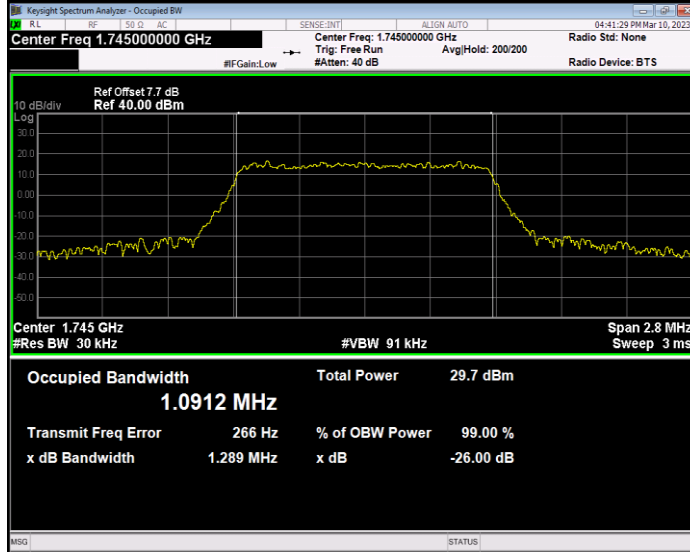 Keysight Spectrum Analyzer - Occupied BW
RL RF 50 Ω AC SENSE:INT ALIGN AUTO 04:41:29 PM Mar 10, 2023
Center Freq 1.745000000 GHz Center Freq: 1.745000000 GHz Radio Std: None
Trig: Free Run Avg|Hold: 200/200
#IFGain:Low #Atten: 40 dB Radio Device: BTS
Ref Offset 7.7 dB
10 dB/div Ref 40.00 dBm
Log
30.0
20.0
10.0
0.00
-10.0
-20.0
-30.0
-40.0
-50.0
Center 1.745 GHz Span 2.8 MHz
#Res BW 30 kHz #VBW 91 kHz Sweep 3 ms
Occupied Bandwidth Total Power 29.7 dBm
1.0912 MHz
Transmit Freq Error 266 Hz % of OBW Power 99.00 %
x dB Bandwidth 1.289 MHz x dB -26.00 dB
MSG STATUS